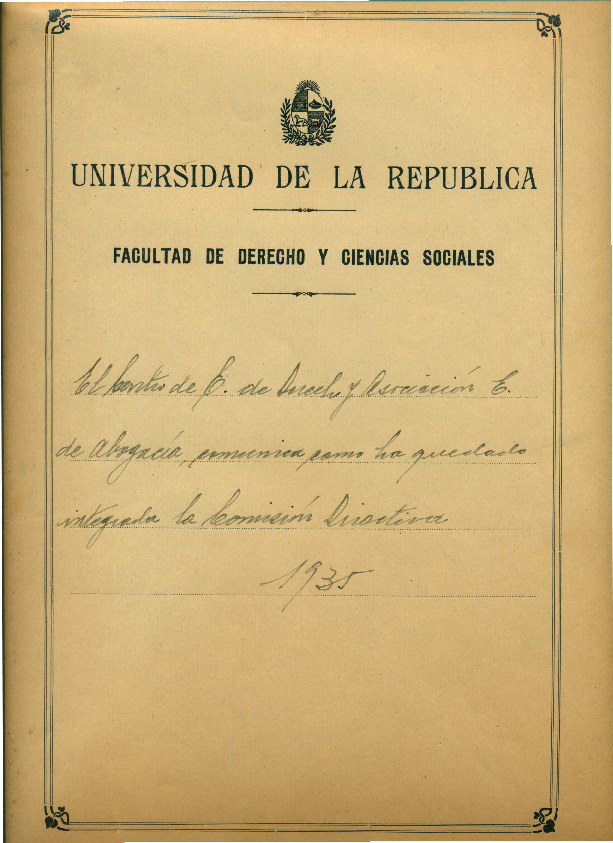 UNIVERSIDAD DE LA REPUBLICA
FACULTAD DE DERECHO Y CIENCIAS SOCIALES
El Centro de E. de Derecho y Asociación E.
de Abogacía, comunica como ha quedado
integrada la Comisión Directiva
1935